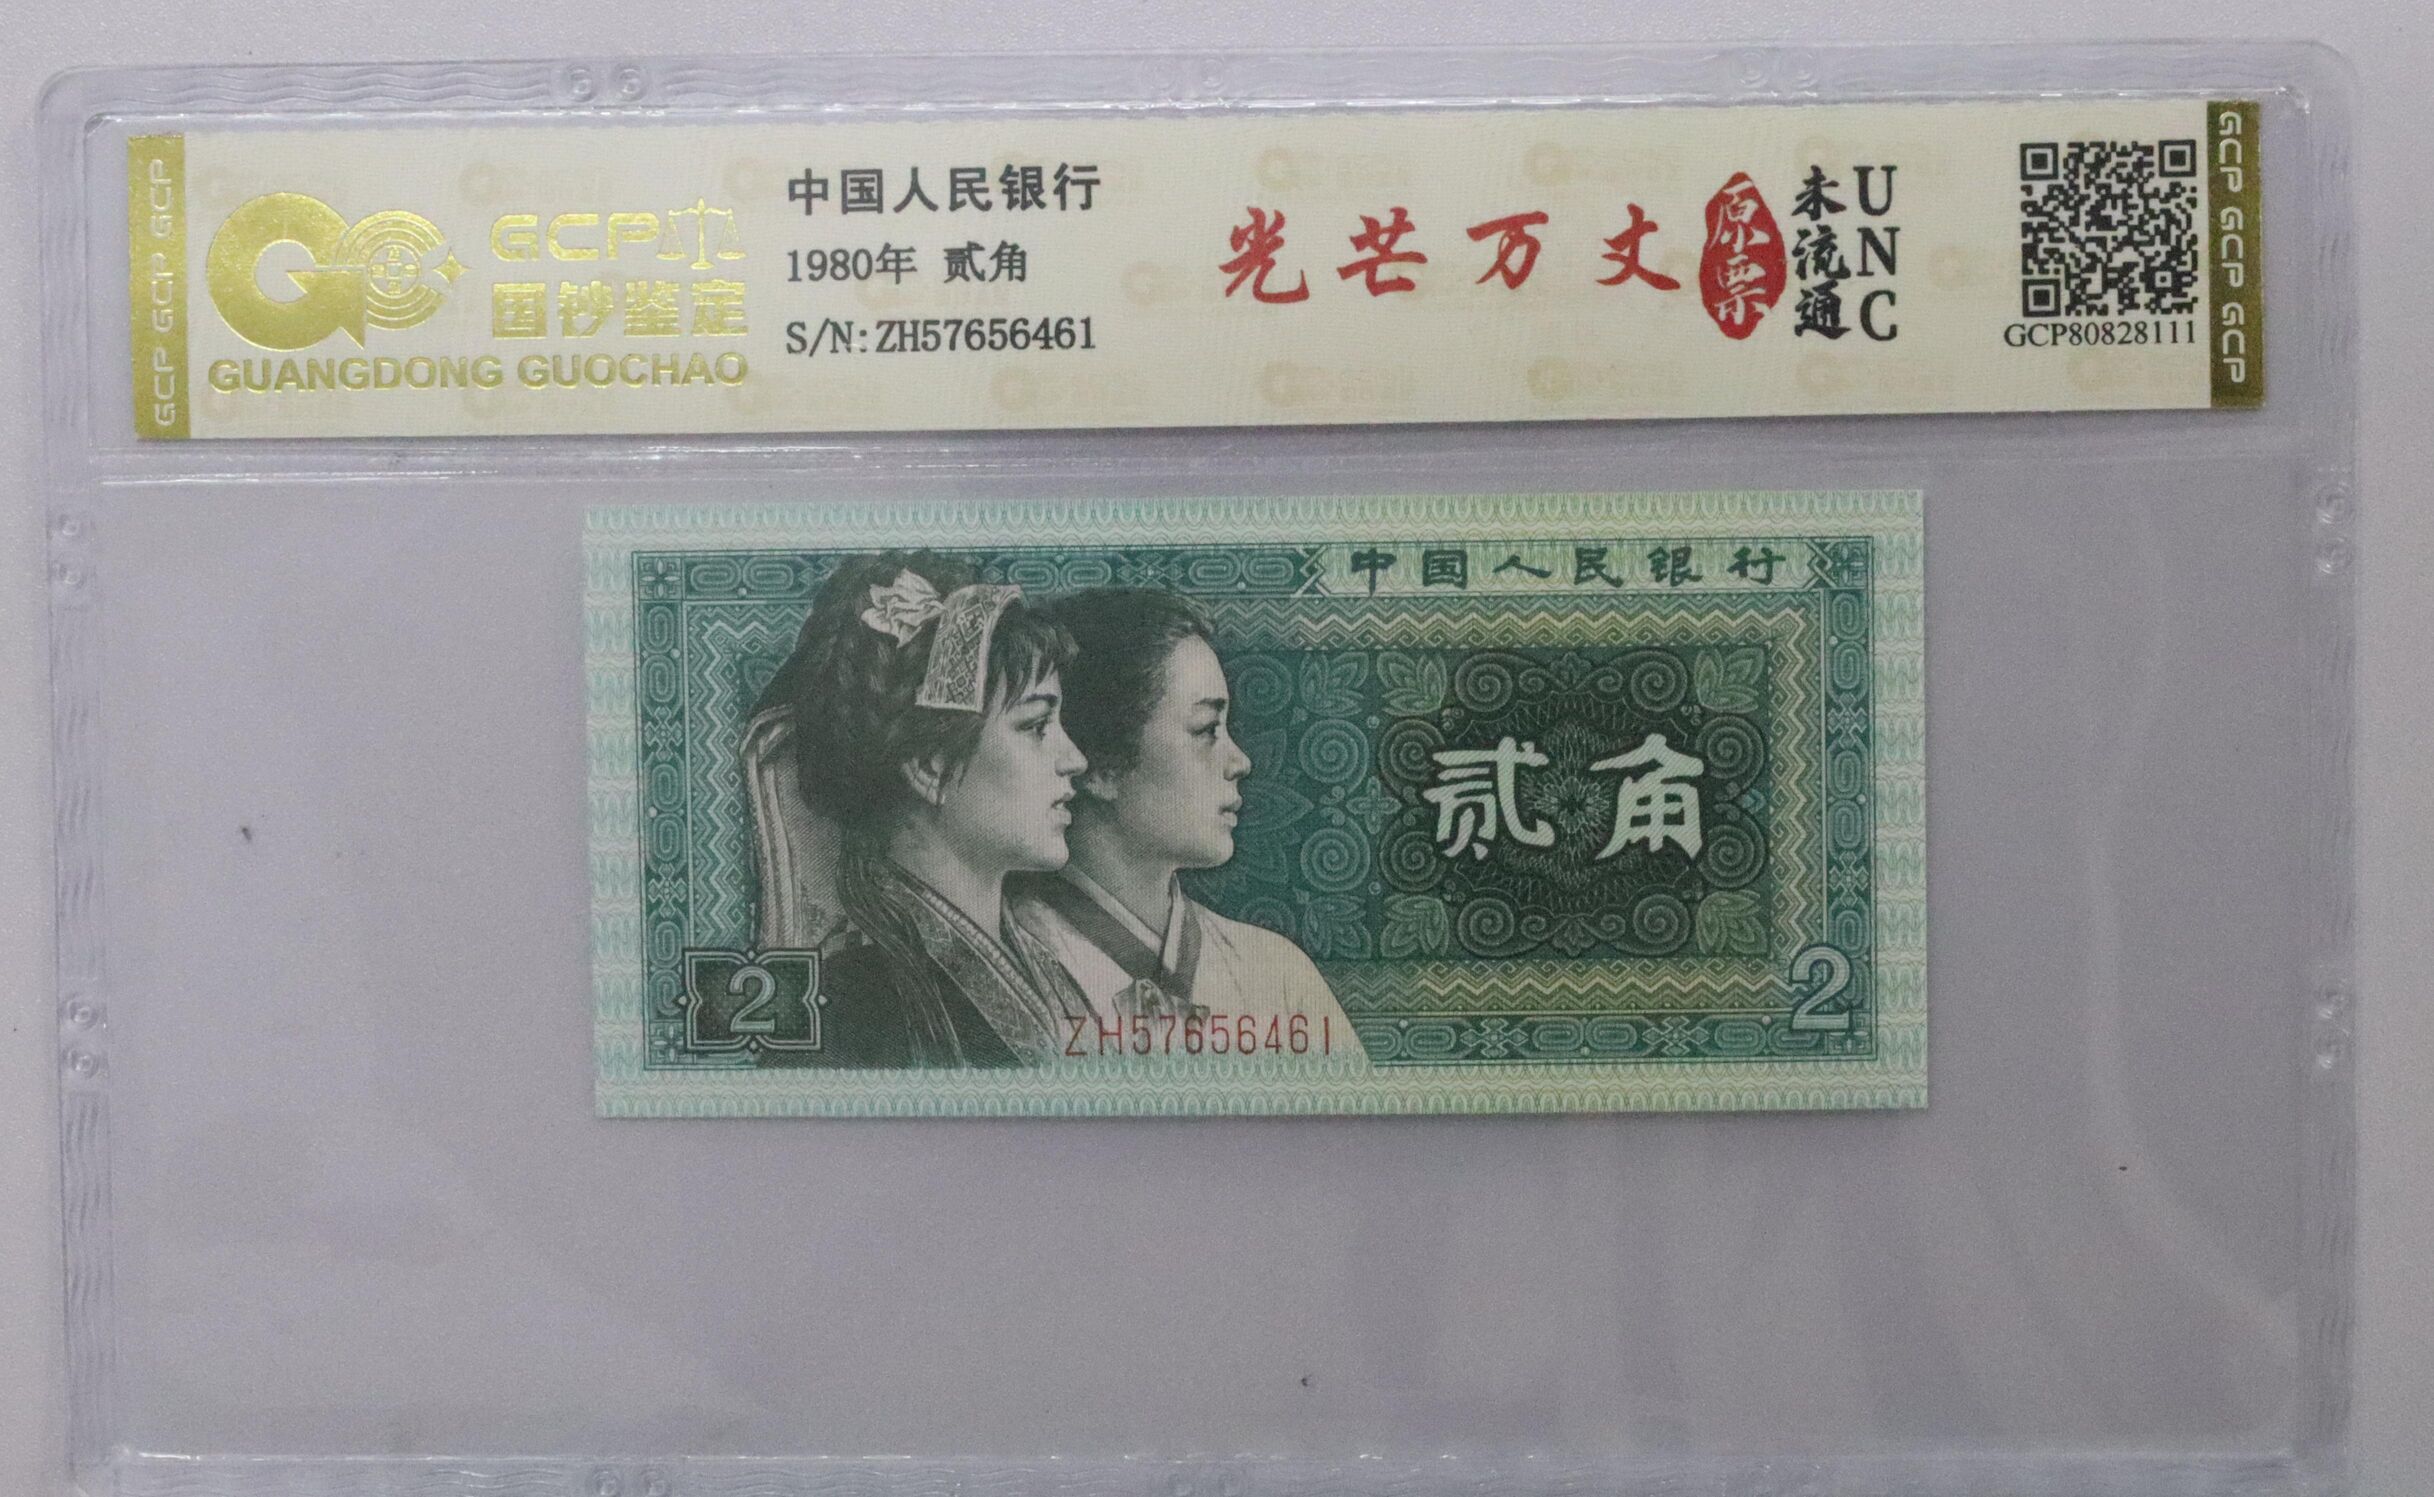 GCP GCP GCP
GCP
国钞鉴定
GUANGDONG GUOCHAO
中国人民银行
1980年 贰角
S/N:ZH57656461
光芒万丈
原票
未流通
UNC
GCP80828111
GCP GCP GCP
中国人民银行
贰角
2
2
ZH57656461